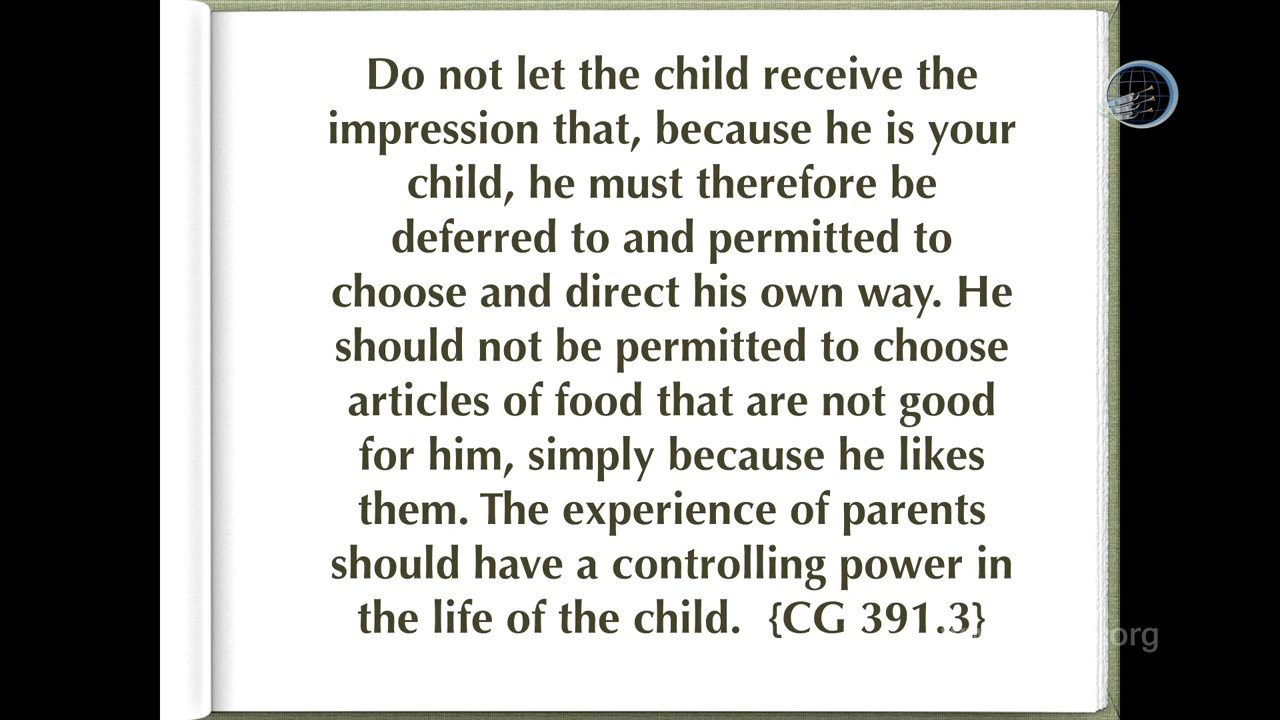 Do not let the child receive the
impression that, because he is your
child, he must therefore be
deferred to and permitted to
choose and direct his own way. He
should not be permitted to choose
articles of food that are not good
for him, simply because he likes
them. The experience of parents
should have a controlling power in
the life of the child. {CG 391.3}
org